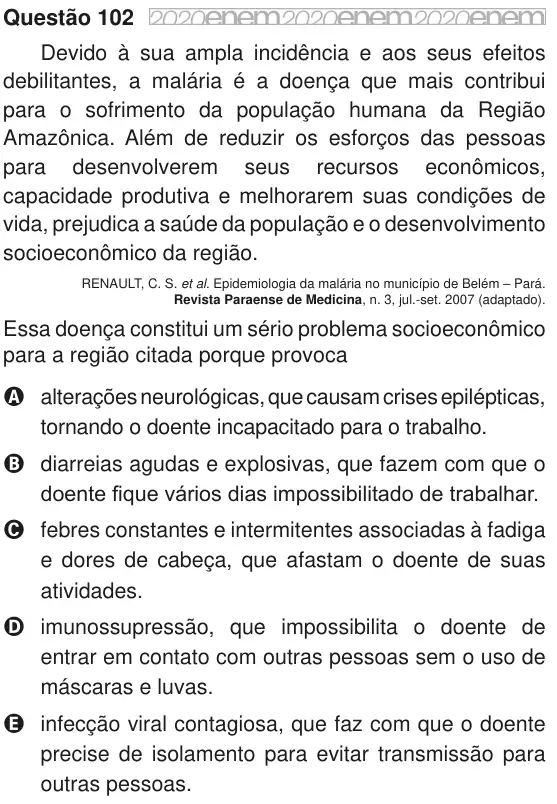 Questão 102 2020enem2020enem2020enem
Devido à sua ampla incidência e aos seus efeitos
debilitantes, a malária é a doença que mais contribui
para o sofrimento da população humana da Região
Amazônica. Além de reduzir os esforços das pessoas
para desenvolverem seus recursos econômicos,
capacidade produtiva e melhorarem suas condições de
vida, prejudica a saúde da população e o desenvolvimento
socioeconômico da região.
RENAULT, C. S. et al. Epidemiologia da malária no município de Belém – Pará.
Revista Paraense de Medicina, n. 3, jul.-set. 2007 (adaptado).
Essa doença constitui um sério problema socioeconômico
para a região citada porque provoca
A alterações neurológicas, que causam crises epilépticas,
tornando o doente incapacitado para o trabalho.
B diarreias agudas e explosivas, que fazem com que o
doente fique vários dias impossibilitado de trabalhar.
C febres constantes e intermitentes associadas à fadiga
e dores de cabeça, que afastam o doente de suas
atividades.
D imunossupressão, que impossibilita o doente de
entrar em contato com outras pessoas sem o uso de
máscaras e luvas.
E infecção viral contagiosa, que faz com que o doente
precise de isolamento para evitar transmissão para
outras pessoas.